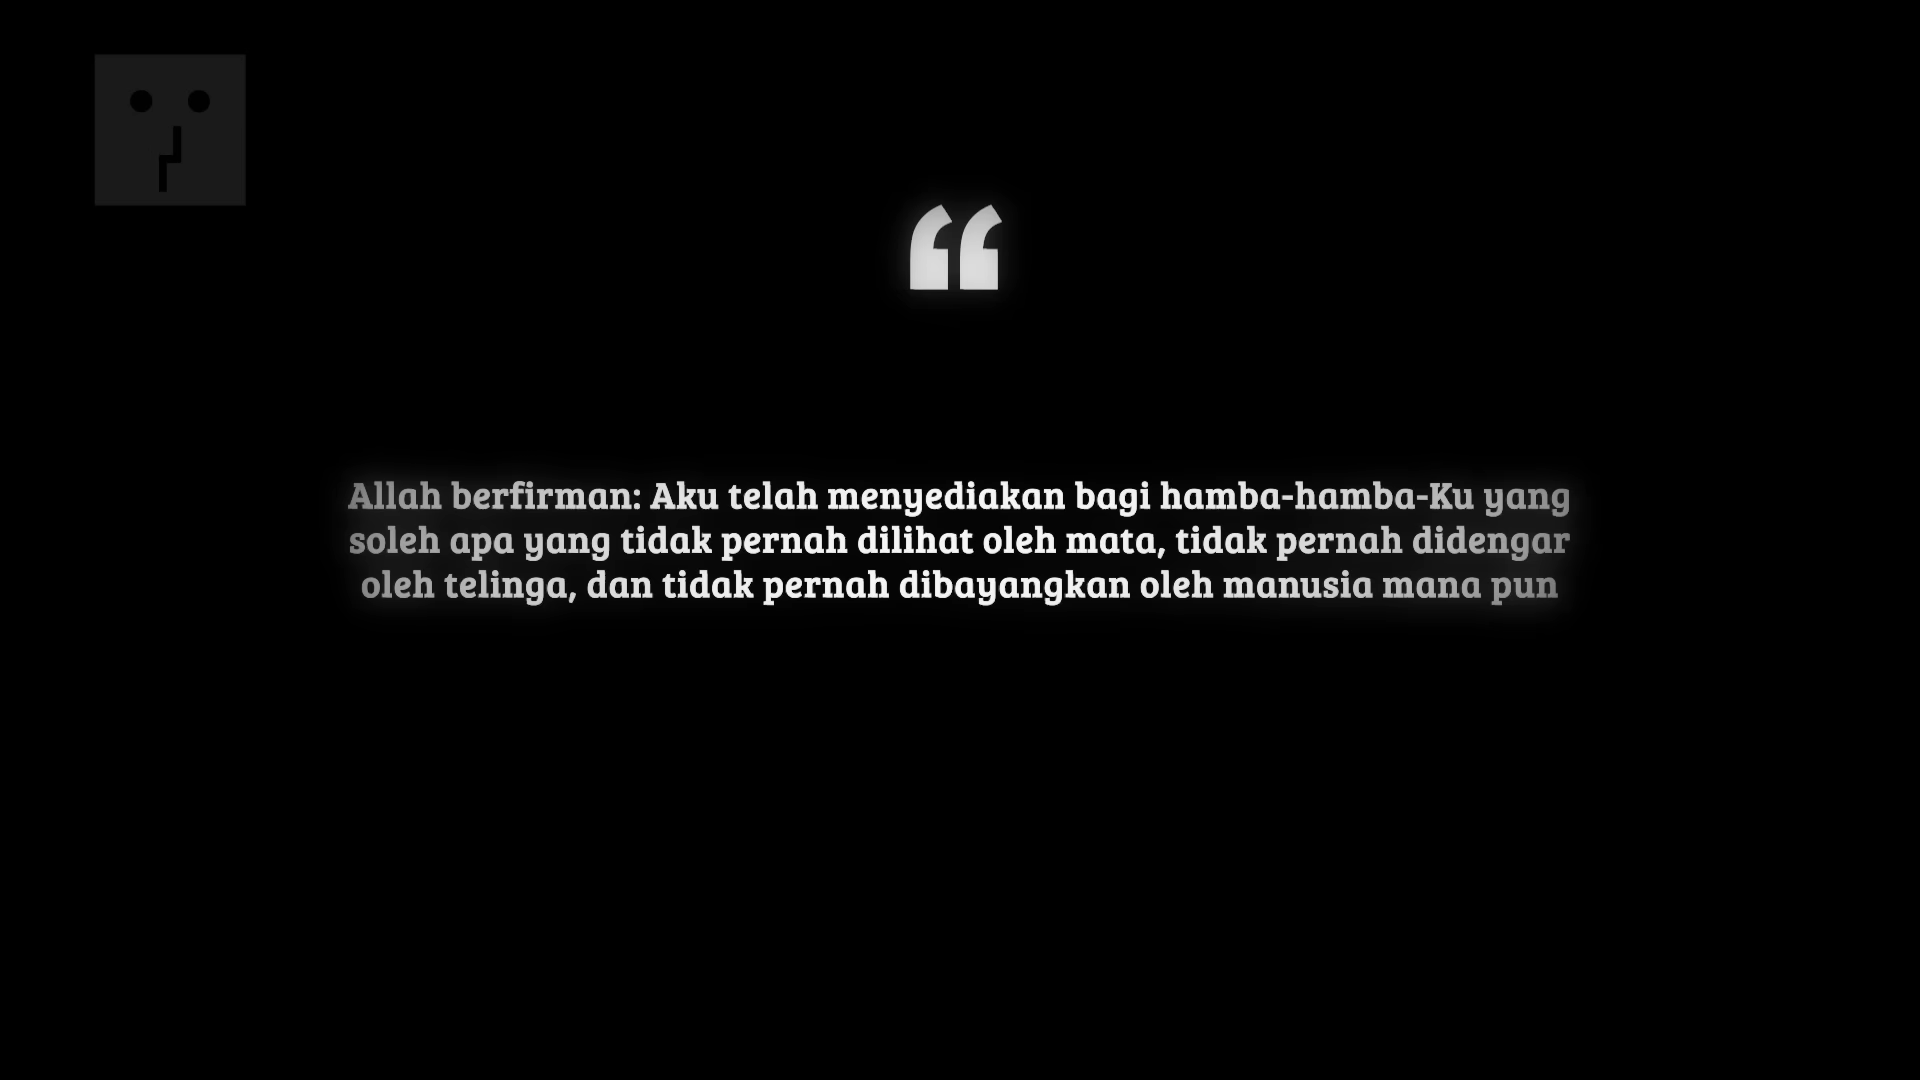 “
Allah berfirman: Aku telah menyediakan bagi hamba-hamba-Ku yang
soleh apa yang tidak pernah dilihat oleh mata, tidak pernah didengar
oleh telinga, dan tidak pernah dibayangkan oleh manusia mana pun